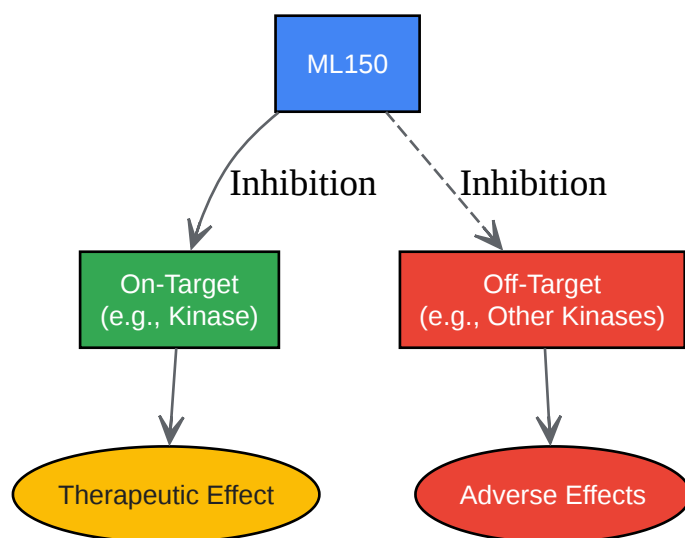 ML150
Inhibition
Inhibition
On-Target
(e.g., Kinase)
Off-Target
(e.g., Other Kinases)
Therapeutic Effect
Adverse Effects